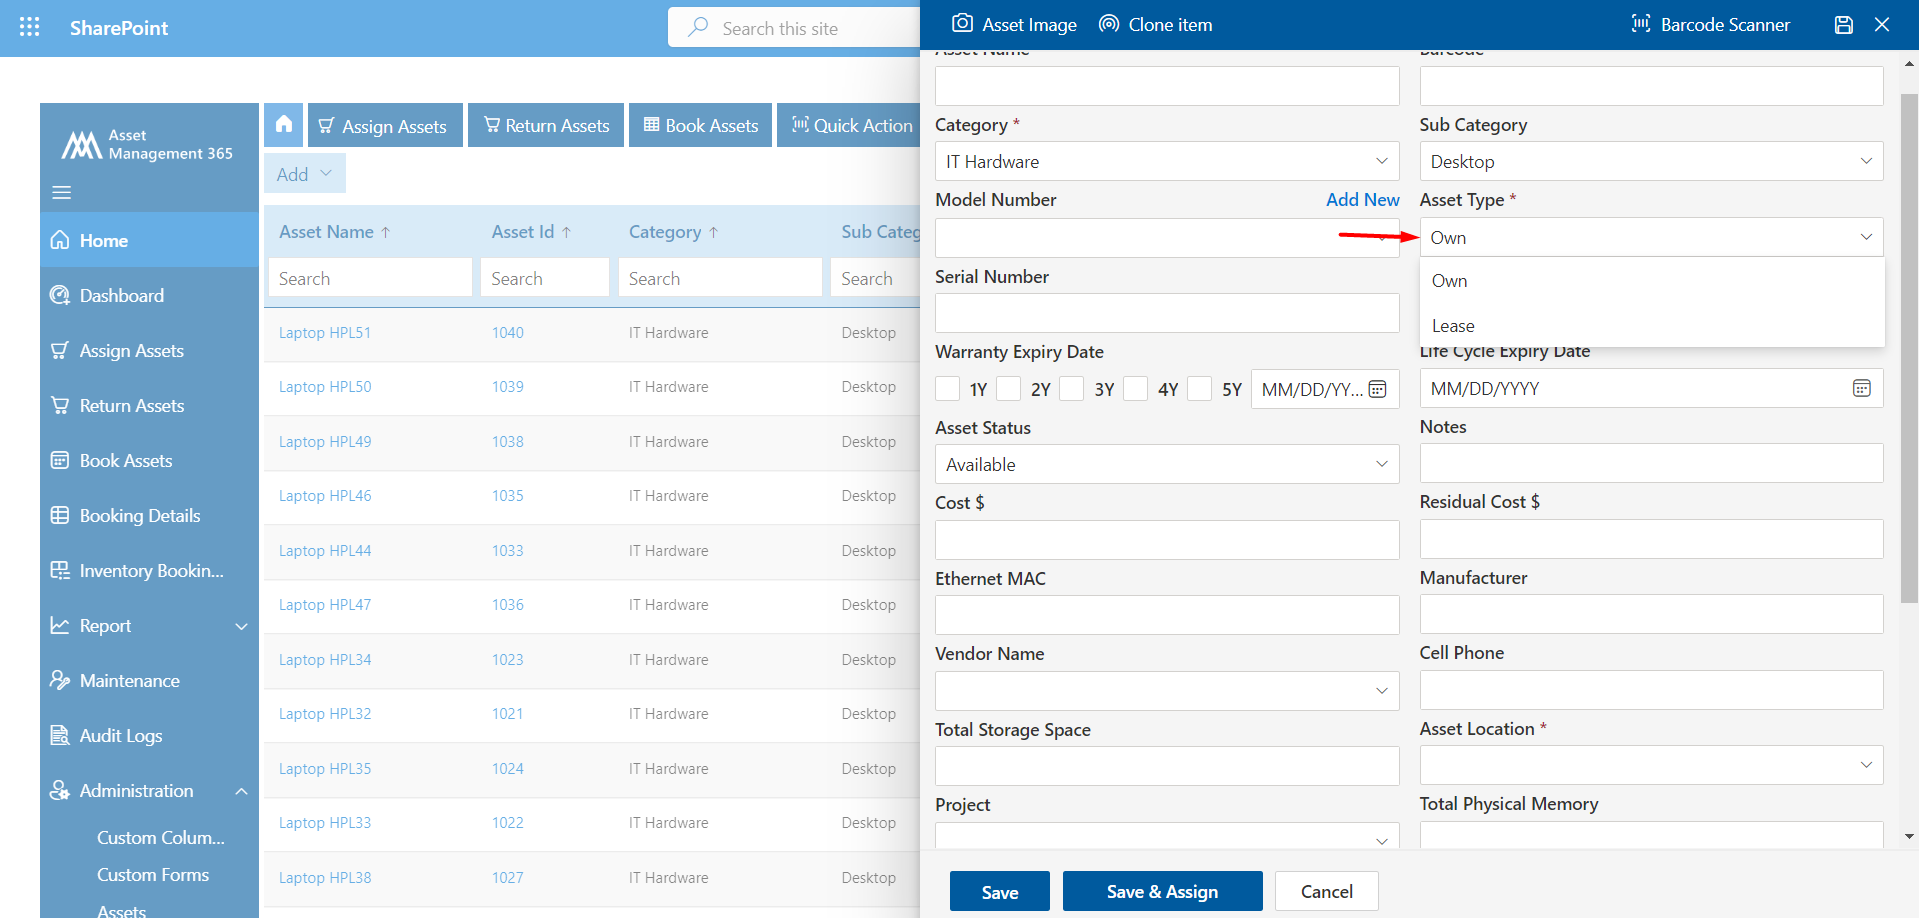 SharePoint
Search this site
Asset Image
Clone item
Barcode Scanner
Asset
Management 365
Home
Dashboard
Assign Assets
Return Assets
Book Assets
Booking Details
Inventory Bookin...
Report
Maintenance
Audit Logs
Administration
Custom Colum...
Custom Forms
Assets
Assign Assets
Return Assets
Book Assets
Quick Action
Add
Asset Name
Asset Id
Category
Sub Categ
Search
Search
Search
Search
Laptop HPL51 1040 IT Hardware Desktop
Laptop HPL50 1039 IT Hardware Desktop
Laptop HPL49 1038 IT Hardware Desktop
Laptop HPL46 1035 IT Hardware Desktop
Laptop HPL44 1033 IT Hardware Desktop
Laptop HPL47 1036 IT Hardware Desktop
Laptop HPL34 1023 IT Hardware Desktop
Laptop HPL32 1021 IT Hardware Desktop
Laptop HPL35 1024 IT Hardware Desktop
Laptop HPL33 1022 IT Hardware Desktop
Laptop HPL38 1027 IT Hardware Desktop
Asset Name
Barcode
Category *
IT Hardware
Sub Category
Desktop
Model Number
Add New
Asset Type *
Own
Own
Lease
Serial Number
Warranty Expiry Date
1Y 2Y 3Y 4Y 5Y MM/DD/YY...
Life Cycle Expiry Date
MM/DD/YYYY
Asset Status
Available
Notes
Cost $
Residual Cost $
Ethernet MAC
Manufacturer
Vendor Name
Cell Phone
Total Storage Space
Asset Location *
Project
Total Physical Memory
Save
Save & Assign
Cancel